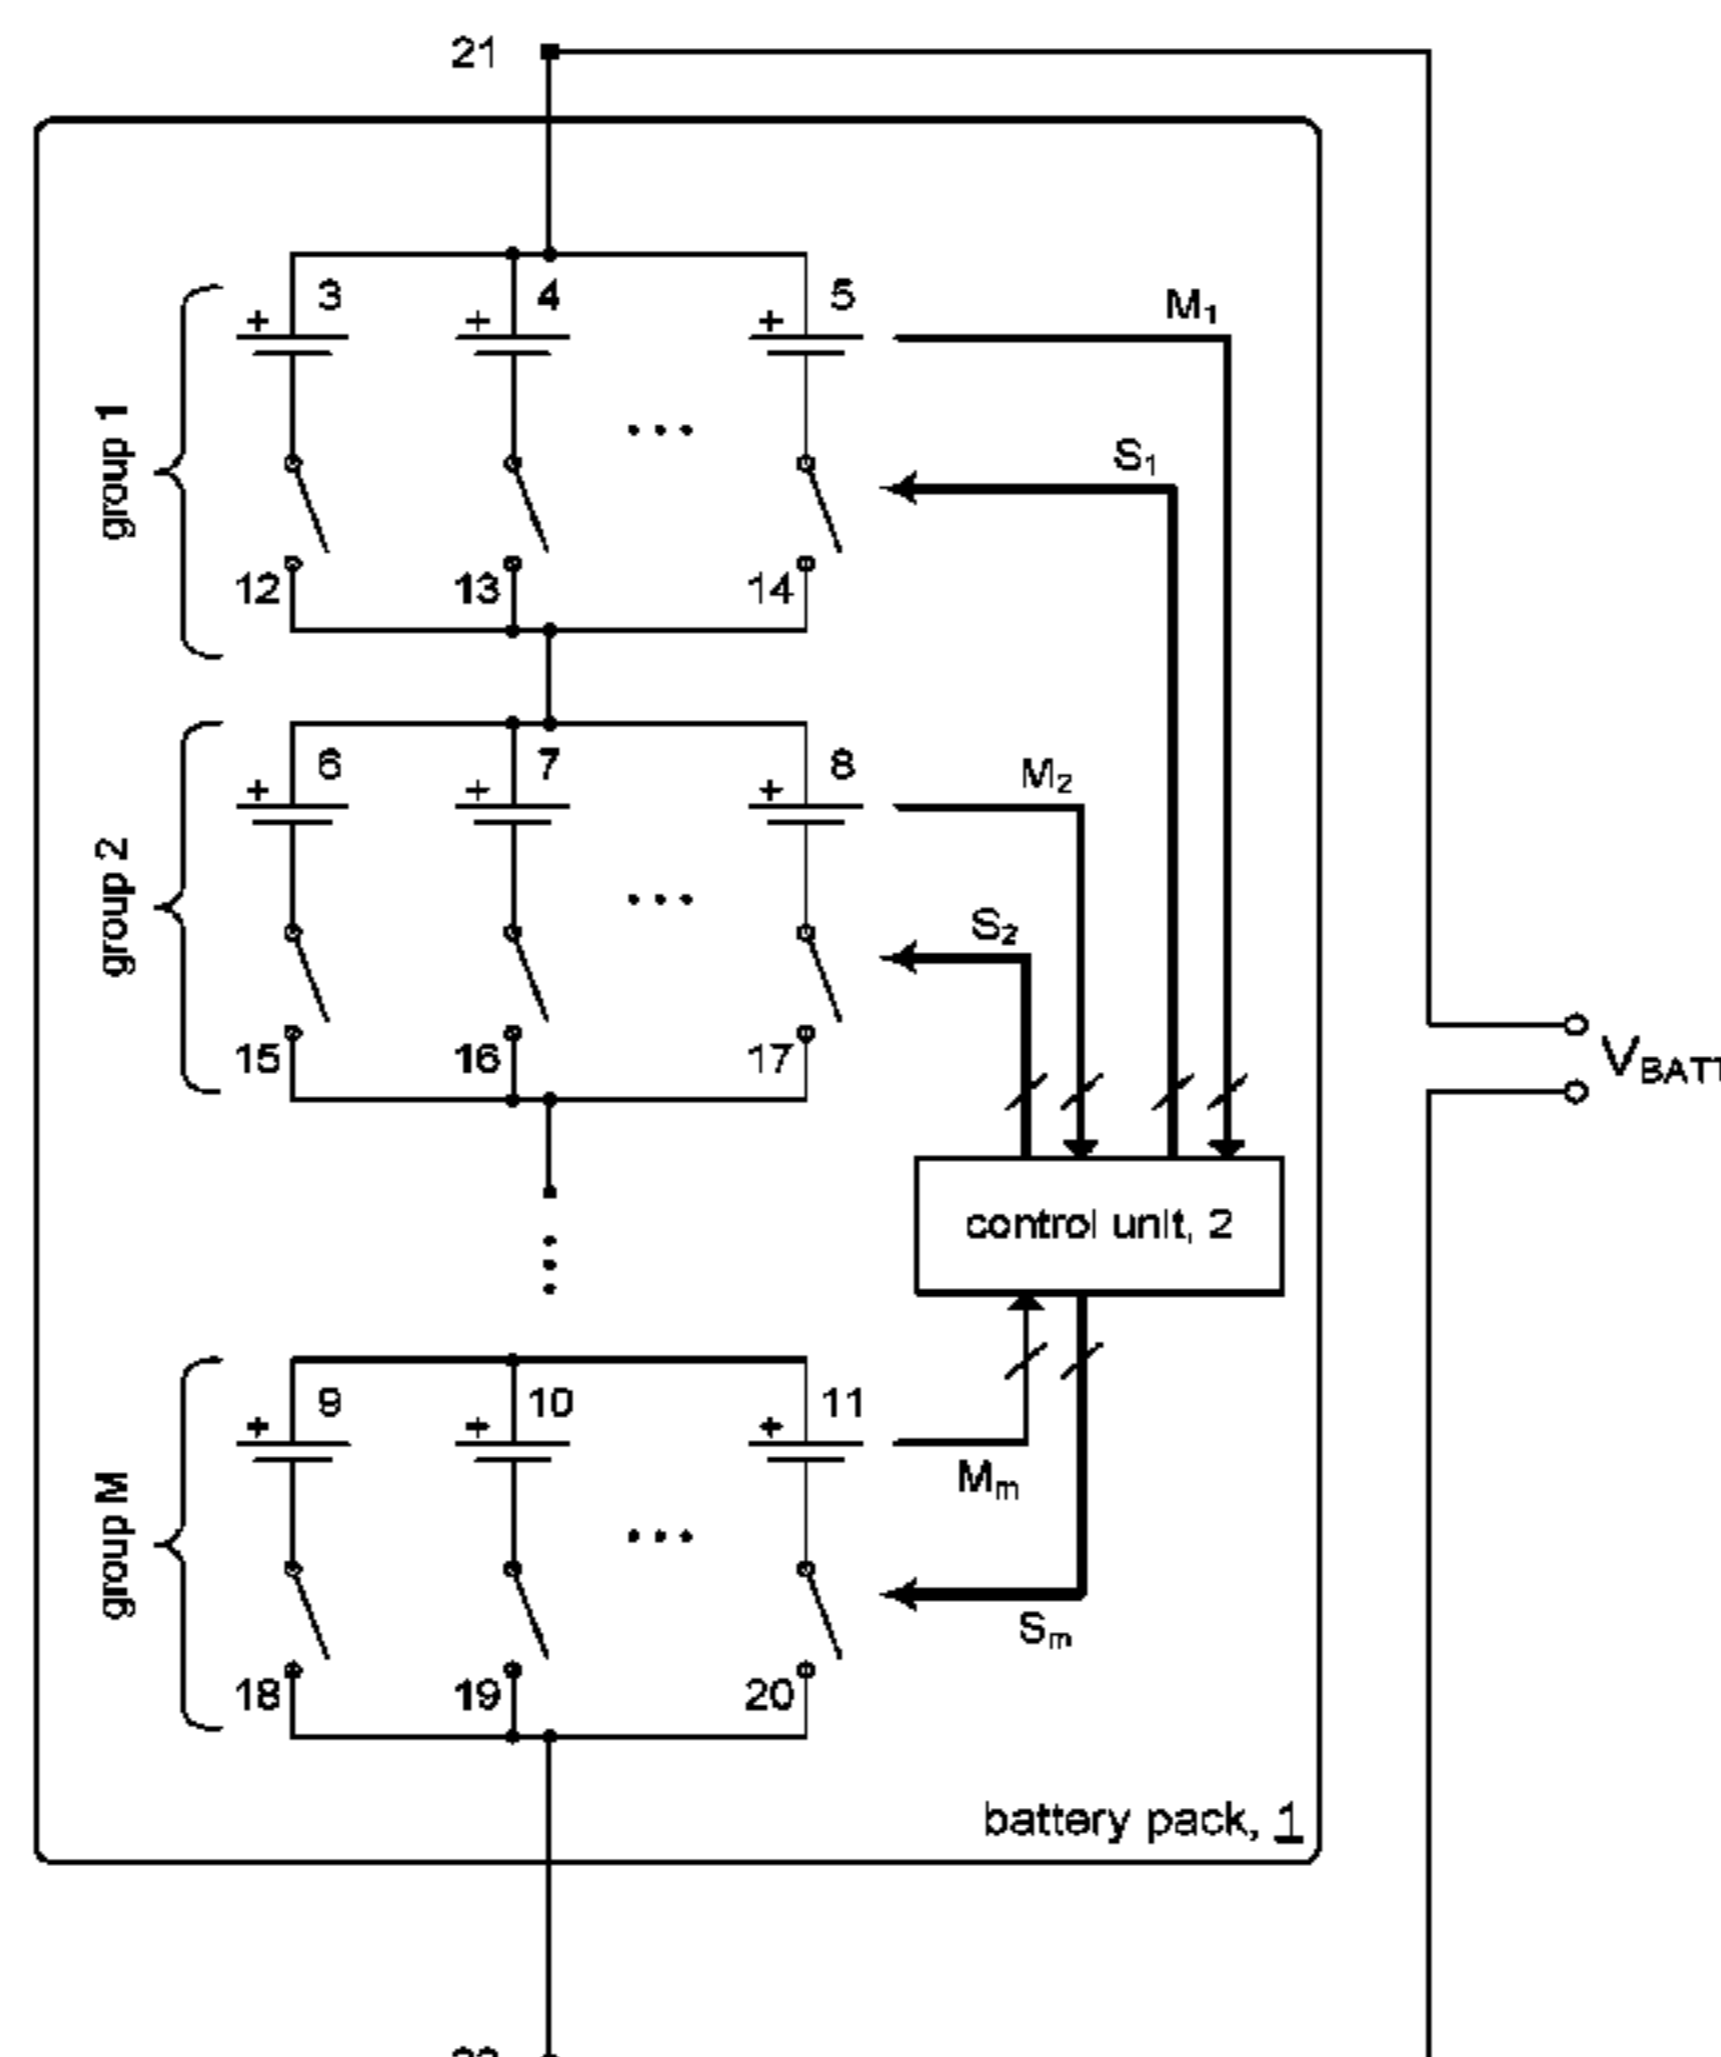 21
3
4
5
+
+
+
M1
group 1
...
S1
12
13
14
6
7
8
+
+
+
M2
group 2
...
S2
15
16
17
VBATT
control unit, 2
9
10
11
+
+
+
Mm
group M
...
Sm
18
19
20
battery pack, 1